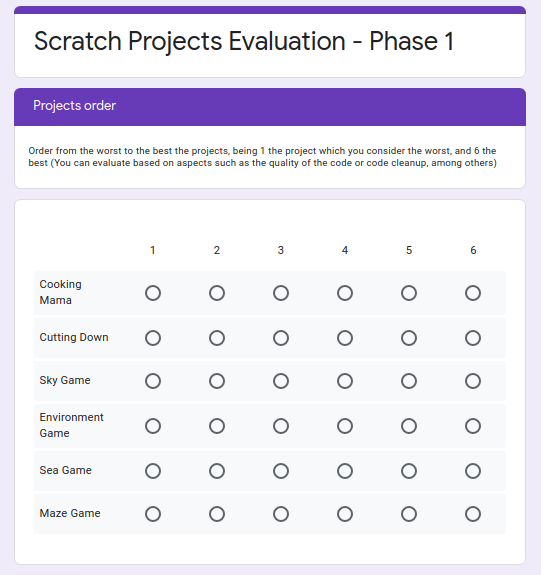 Scratch Projects Evaluation - Phase 1
Projects order
Order from the worst to the best the projects, being 1 the project which you consider the worst, and 6 the
best (You can evaluate based on aspects such as the quality of the code or code cleanup, among others)
1 2 3 4 5 6
Cooking
Mama
Cutting Down
Sky Game
Environment
Game
Sea Game
Maze Game